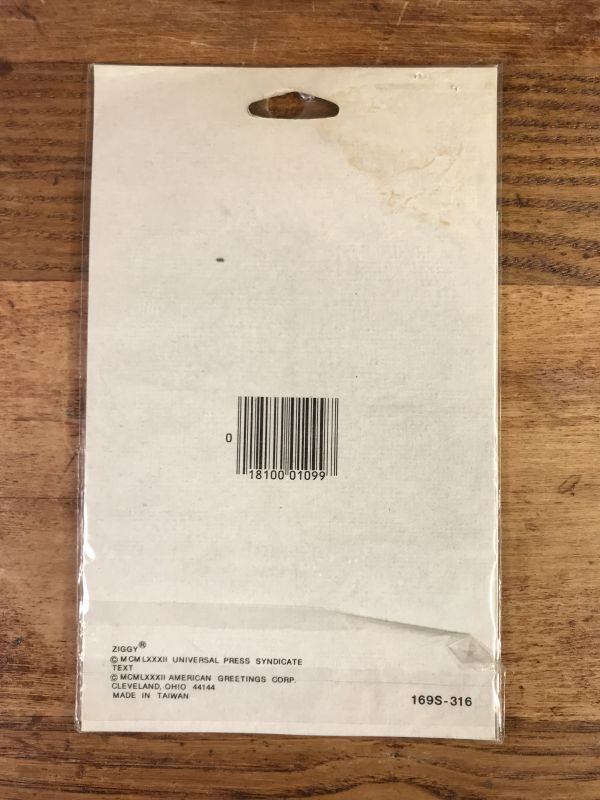 0
18100 01099
ZIGGY®
© MCMLXXXII UNIVERSAL PRESS SYNDICATE
TEXT
© MCMLXXXII AMERICAN GREETINGS CORP.
CLEVELAND, OHIO 44144
MADE IN TAIWAN
169S-316